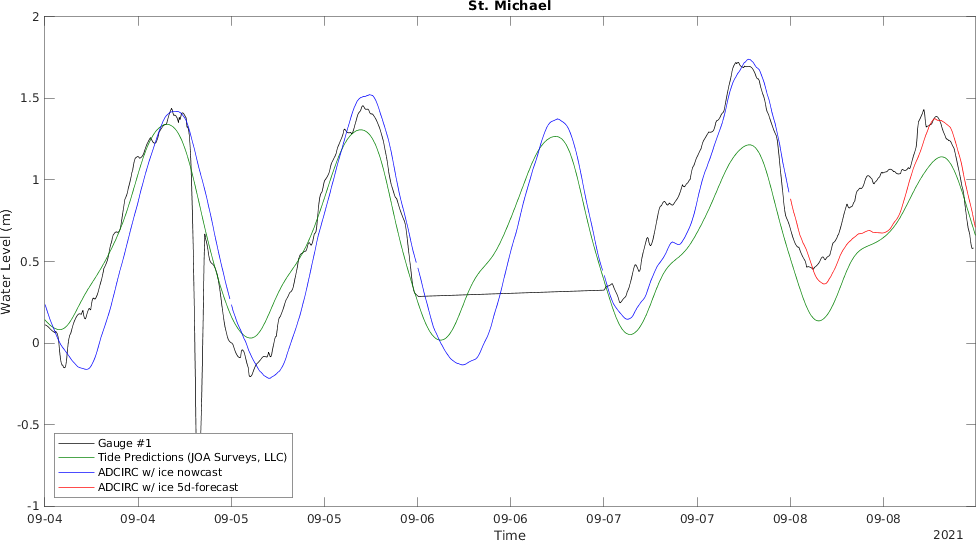 St. Michael
2
1.5
1
0.5
0
-0.5
-1
Water Level (m)
Gauge #1
Tide Predictions (JOA Surveys, LLC)
ADCIRC w/ ice nowcast
ADCIRC w/ ice 5d-forecast
09-04 09-04 09-05 09-05 09-06 09-06 09-07 09-07 09-08 09-08
Time
2021